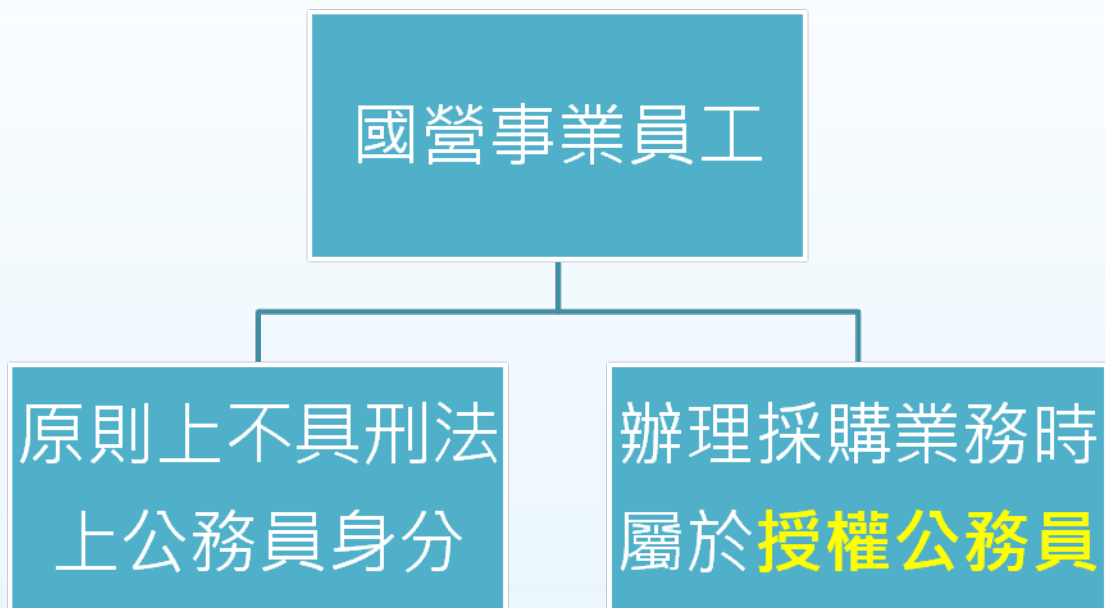 國營事業員工
原則上不具刑法
上公務員身分
辦理採購業務時
屬於授權公務員